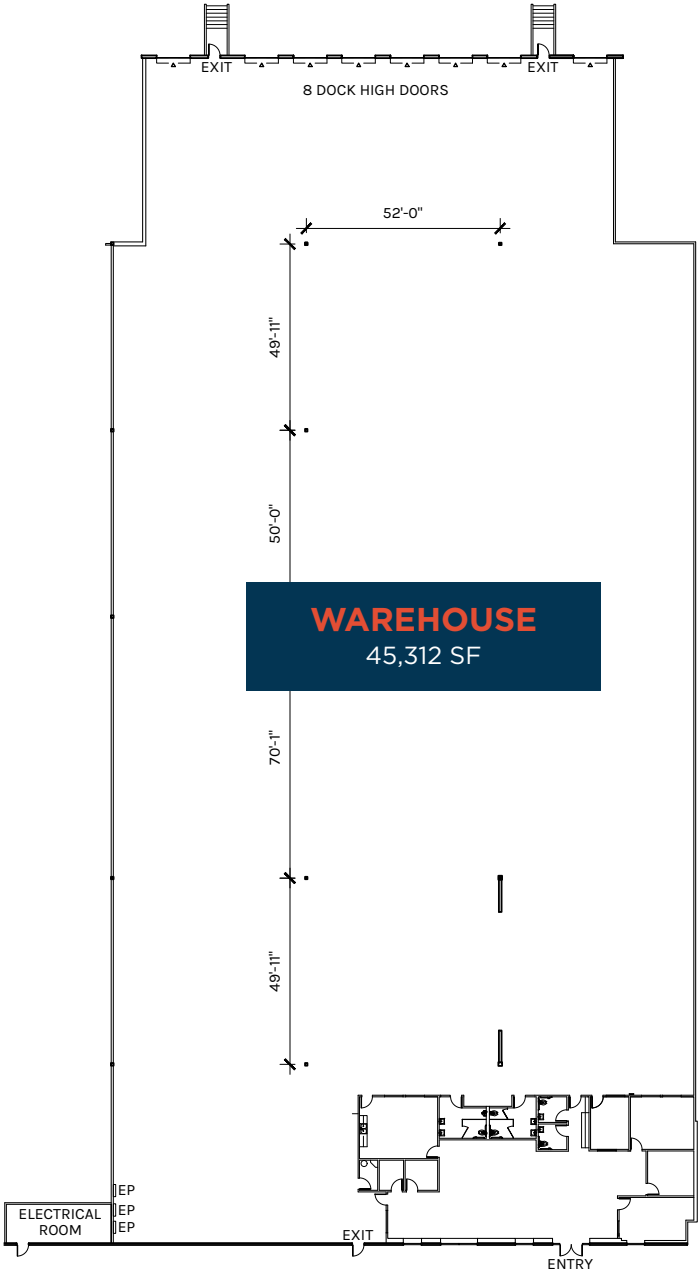 EXIT
EXIT
8 DOCK HIGH DOORS
52'-0"
49'-11"
50'-0"
WAREHOUSE
45,312 SF
70'-1"
49'-11"
EP
EP
EP
ELECTRICAL
ROOM
EXIT
ENTRY